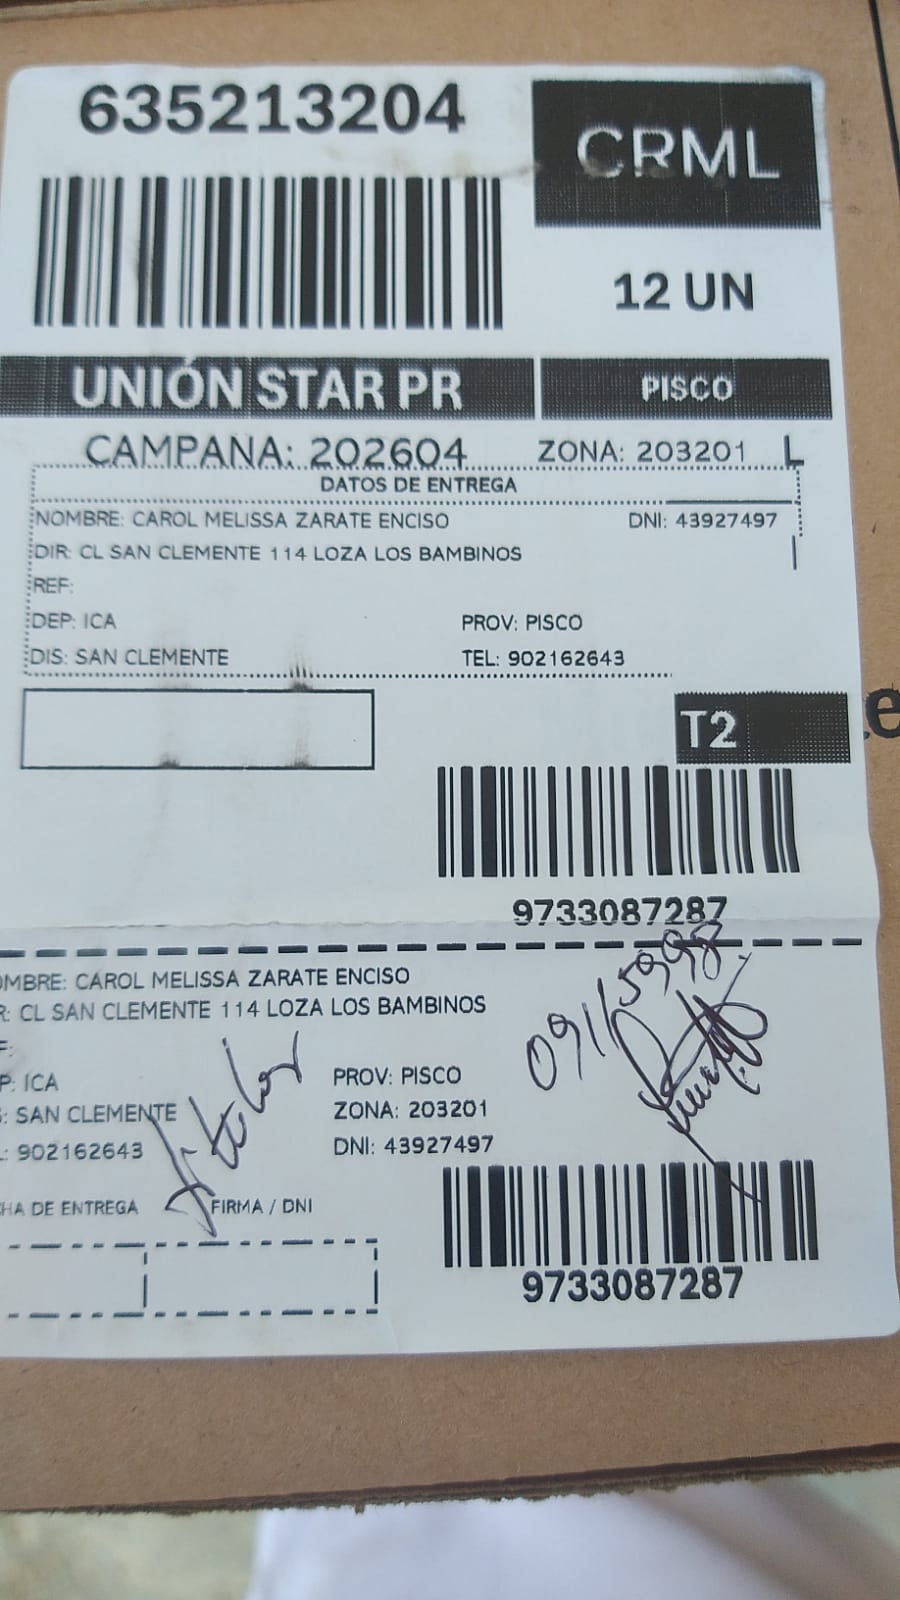 635213204
CRML
12 UN
UNIÓN STAR PR
PISCO
CAMPANA: 202604 ZONA: 203201 L
DATOS DE ENTREGA
NOMBRE: CAROL MELISSA ZARATE ENCISO DNI: 43927497
DIR: CL SAN CLEMENTE 114 LOZA LOS BAMBINOS
REF:
DEP: ICA PROV: PISCO
DIS: SAN CLEMENTE TEL: 902162643
T2
9733087287
OMBRE: CAROL MELISSA ZARATE ENCISO
R: CL SAN CLEMENTE 114 LOZA LOS BAMBINOS
F:
P: ICA PROV: PISCO
S: SAN CLEMENTE ZONA: 203201
L: 902162643 DNI: 43927497
Titular
HA DE ENTREGA FIRMA / DNI
9733087287